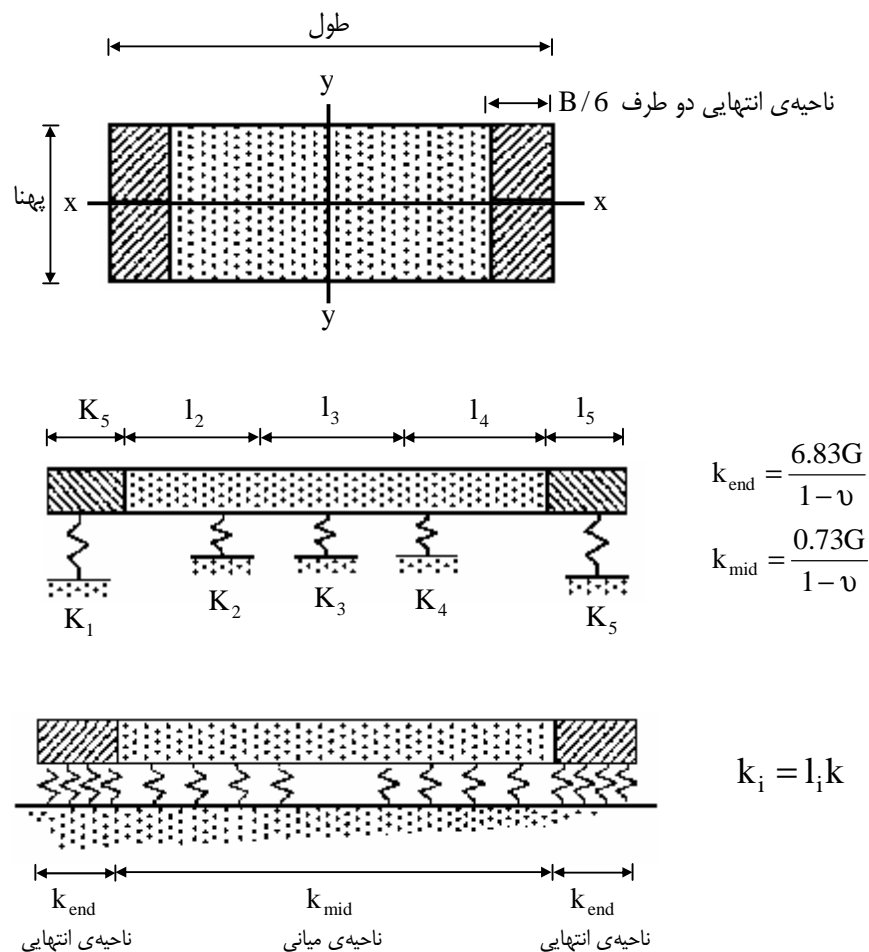 طول
y
ناحیه‌ی انتهایی دو طرف B/6
پهنا
x x
y
K₅ l₂ l₃ l₄ l₅
k_end = 6.83G / 1−υ
k_mid = 0.73G / 1−υ
K₁ K₂ K₃ K₄ K₅
k_i = l_i k
k_end k_mid k_end
ناحیه‌ی انتهایی ناحیه‌ی میانی ناحیه‌ی انتهایی